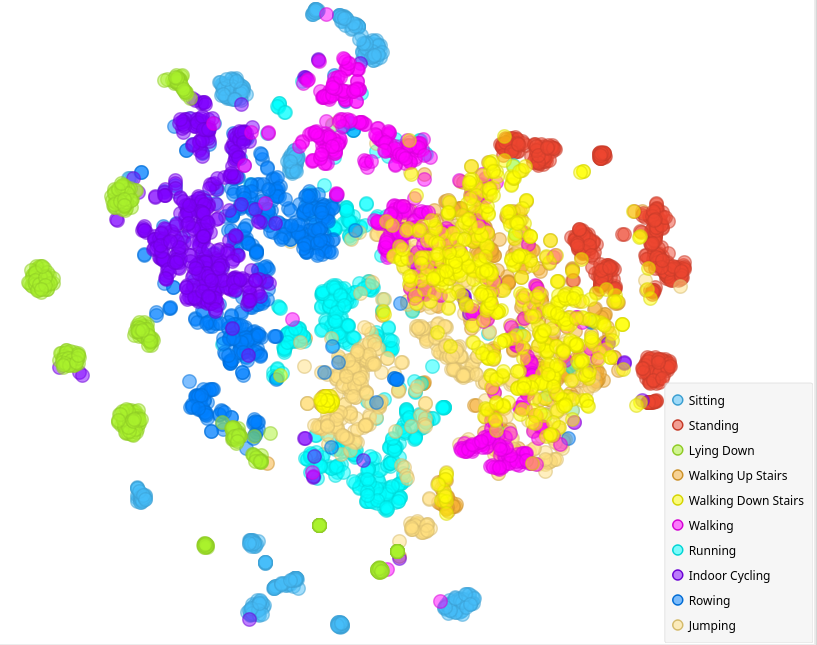 Sitting
Standing
Lying Down
Walking Up Stairs
Walking Down Stairs
Walking
Running
Indoor Cycling
Rowing
Jumping